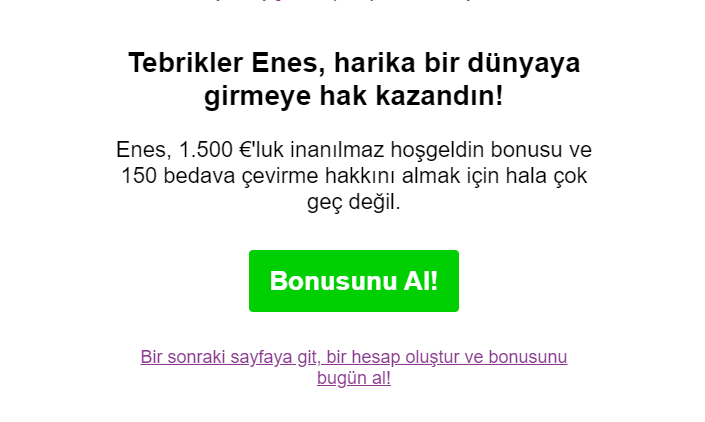 Tebrikler Enes, harika bir dünyaya
girmeye hak kazandın!
Enes, 1.500 €'luk inanılmaz hoşgeldin bonusu ve
150 bedava çevirme hakkını almak için hala çok
geç değil.
Bonusunu Al!
Bir sonraki sayfaya git, bir hesap oluştur ve bonusunu
bugün al!